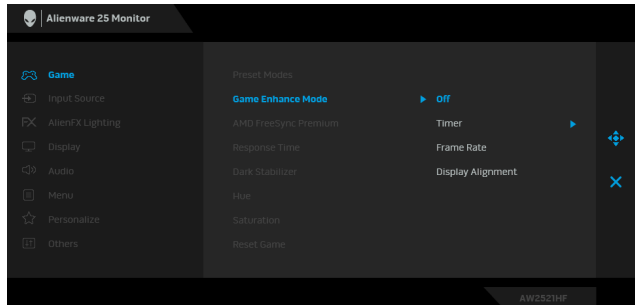 Alienware 25 Monitor
Game
Input Source
AlienFX Lighting
Display
Audio
Menu
Personalize
Others
Preset Modes
Game Enhance Mode
AMD FreeSync Premium
Response Time
Dark Stabilizer
Hue
Saturation
Reset Game
Off
Timer
Frame Rate
Display Alignment
AW2521HF